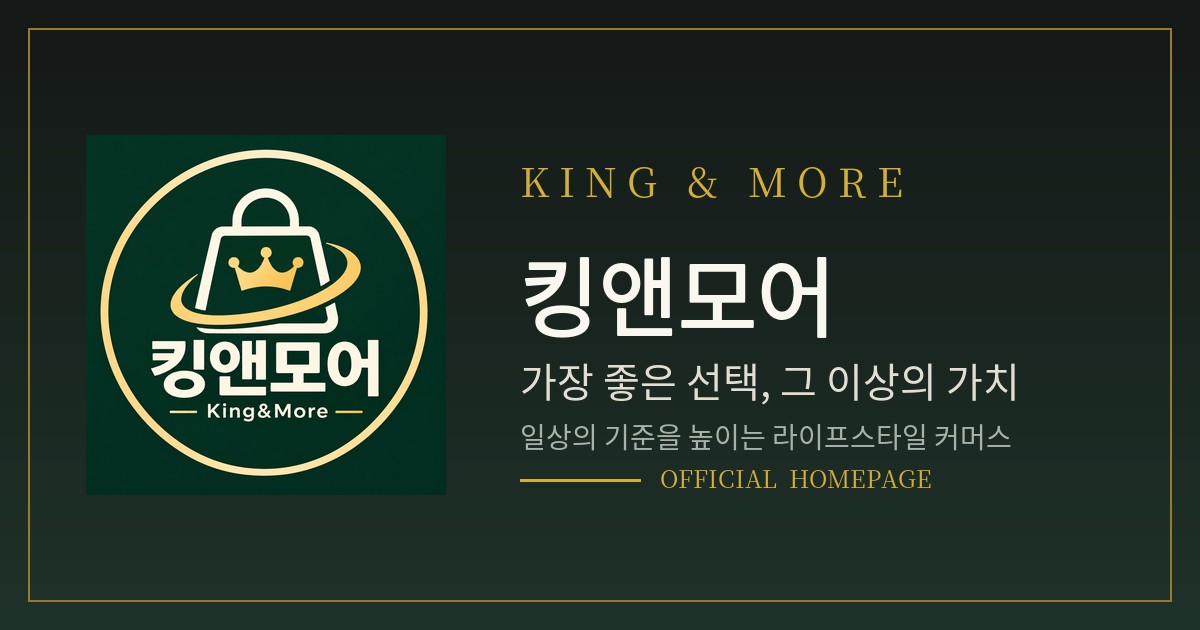 킹앤모어
King&More
KING & MORE
킹앤모어
가장 좋은 선택, 그 이상의 가치
일상의 기준을 높이는 라이프스타일 커머스
OFFICIAL HOMEPAGE